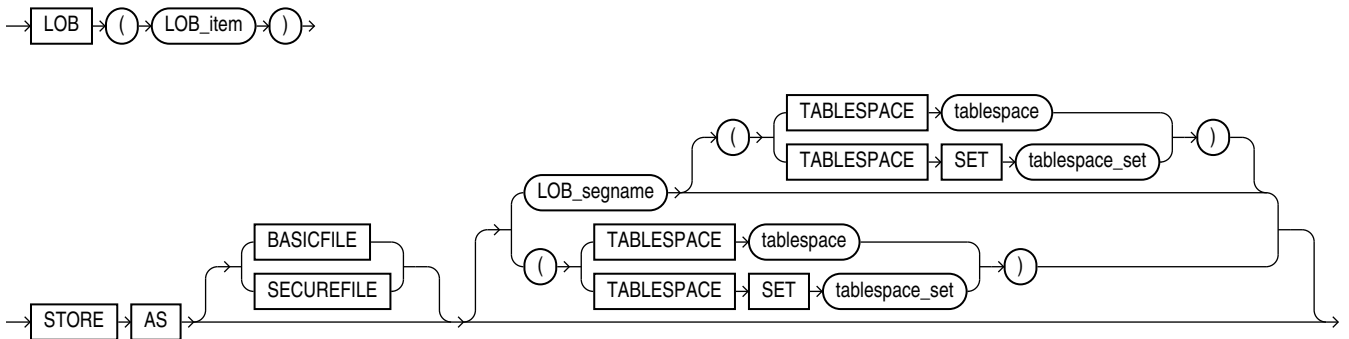 LOB ( LOB_item )
TABLESPACE tablespace
( TABLESPACE SET tablespace_set )
LOB_segname
BASICFILE TABLESPACE tablespace
( )
SECUREFILE TABLESPACE SET tablespace_set
STORE AS